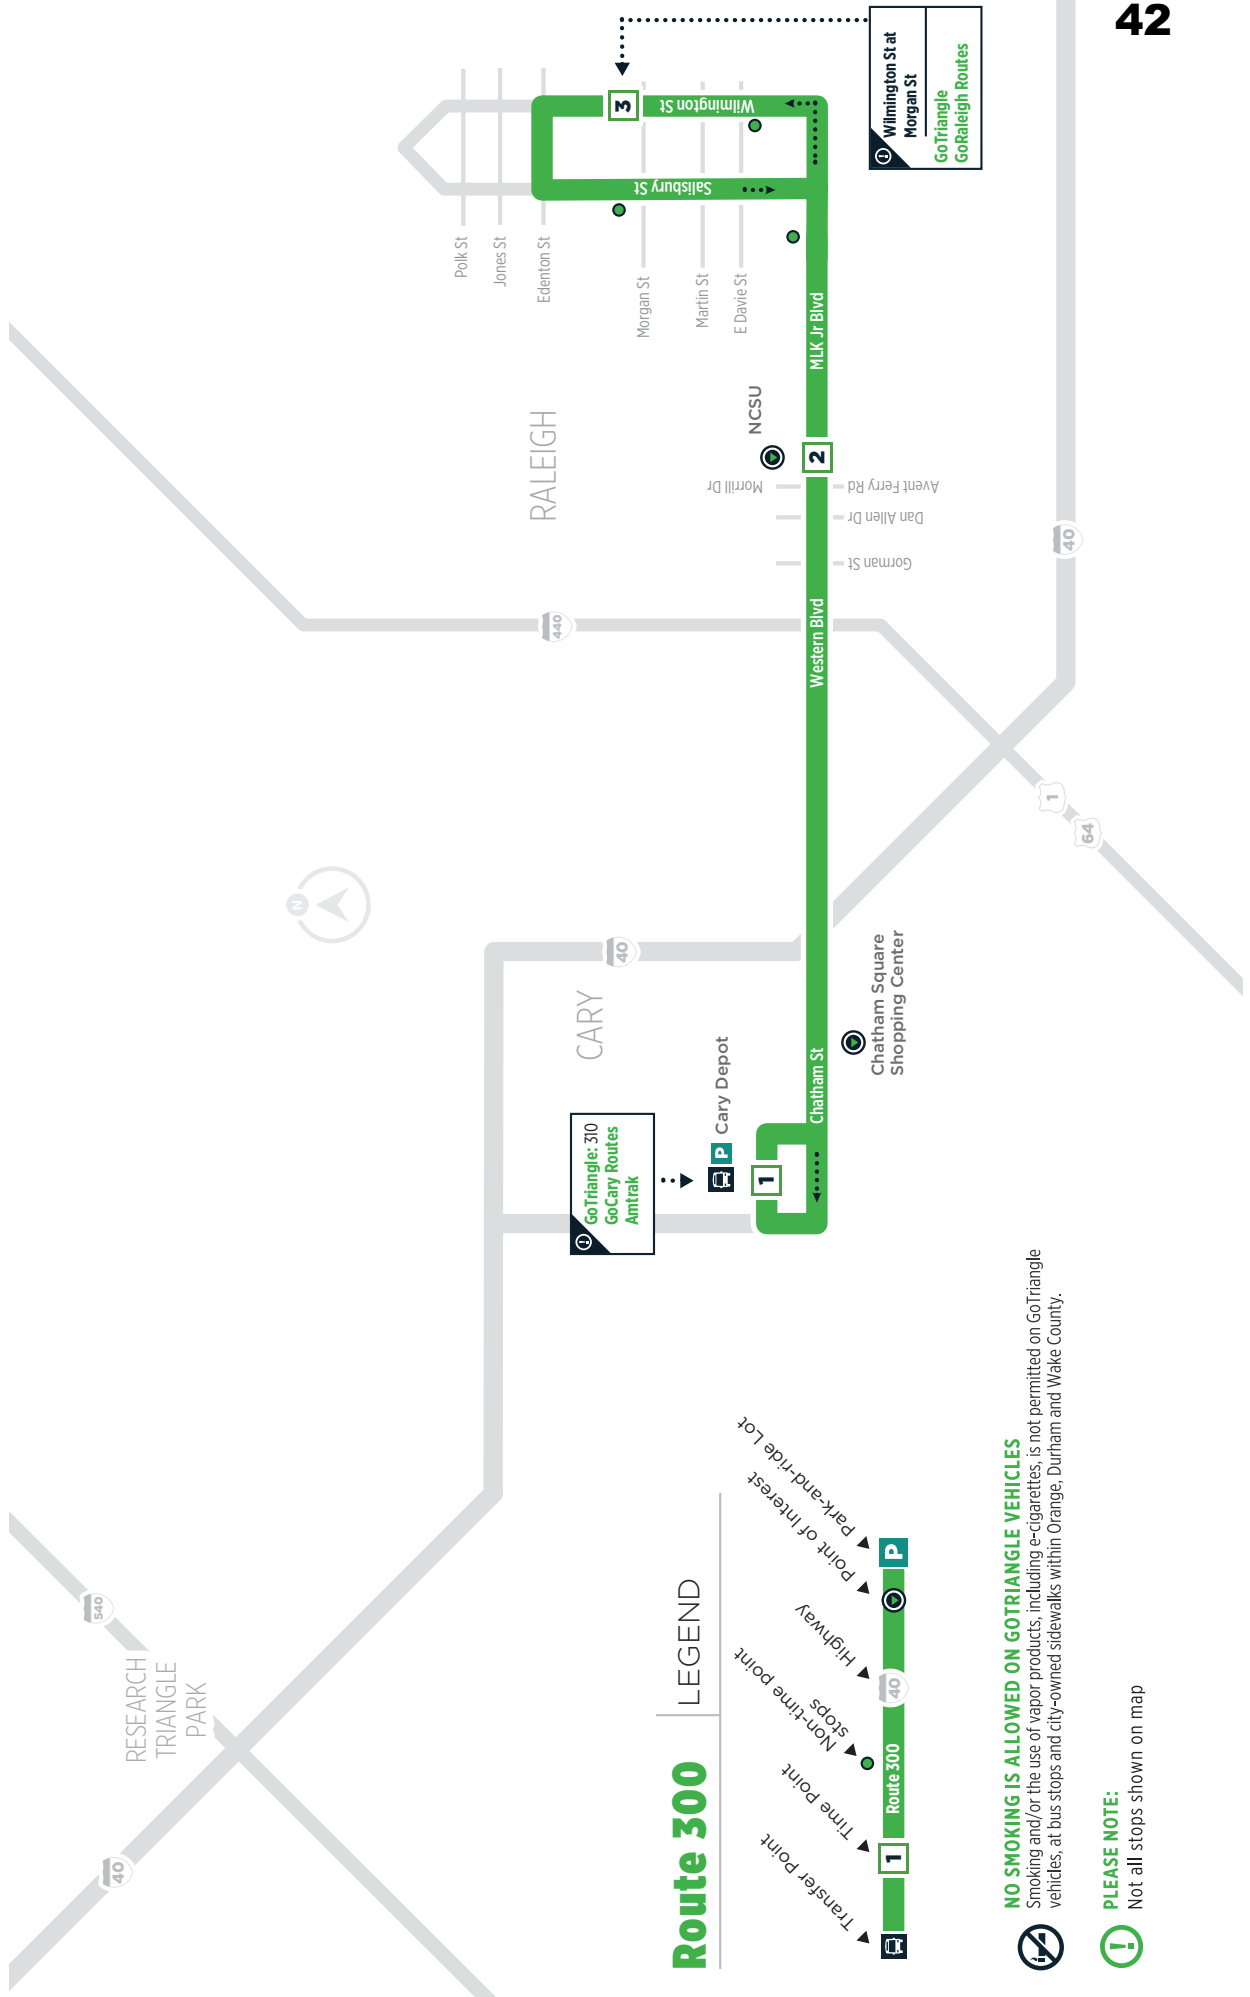 42
Wilmington St at
Morgan St
GoTriangle
GoRaleigh Routes
3
Wilmington St
Salisbury St
Polk St
Jones St
Edenton St
Morgan St
Martin St
E Davie St
MLK Jr Blvd
RALEIGH
NCSU
2
Morrill Dr
Avent Ferry Rd
Dan Allen Dr
Gorman St
40
440
Western Blvd
1
64
N
40
CARY
Chatham Square
Shopping Center
Chatham St
P
Cary Depot
1
GoTriangle: 310
GoCary Routes
Amtrak
540
RESEARCH
TRIANGLE
PARK
40
Route 300
LEGEND
Transfer Point
Time Point
Non-time point
stops
Highway
Point of Interest
Park-and-ride Lot
1
Route 300
40
P
NO SMOKING IS ALLOWED ON GOTRIANGLE VEHICLES
Smoking and/or the use of vapor products, including e-cigarettes, is not permitted on GoTriangle
vehicles, at bus stops and city-owned sidewalks within Orange, Durham and Wake County.
PLEASE NOTE:
Not all stops shown on map